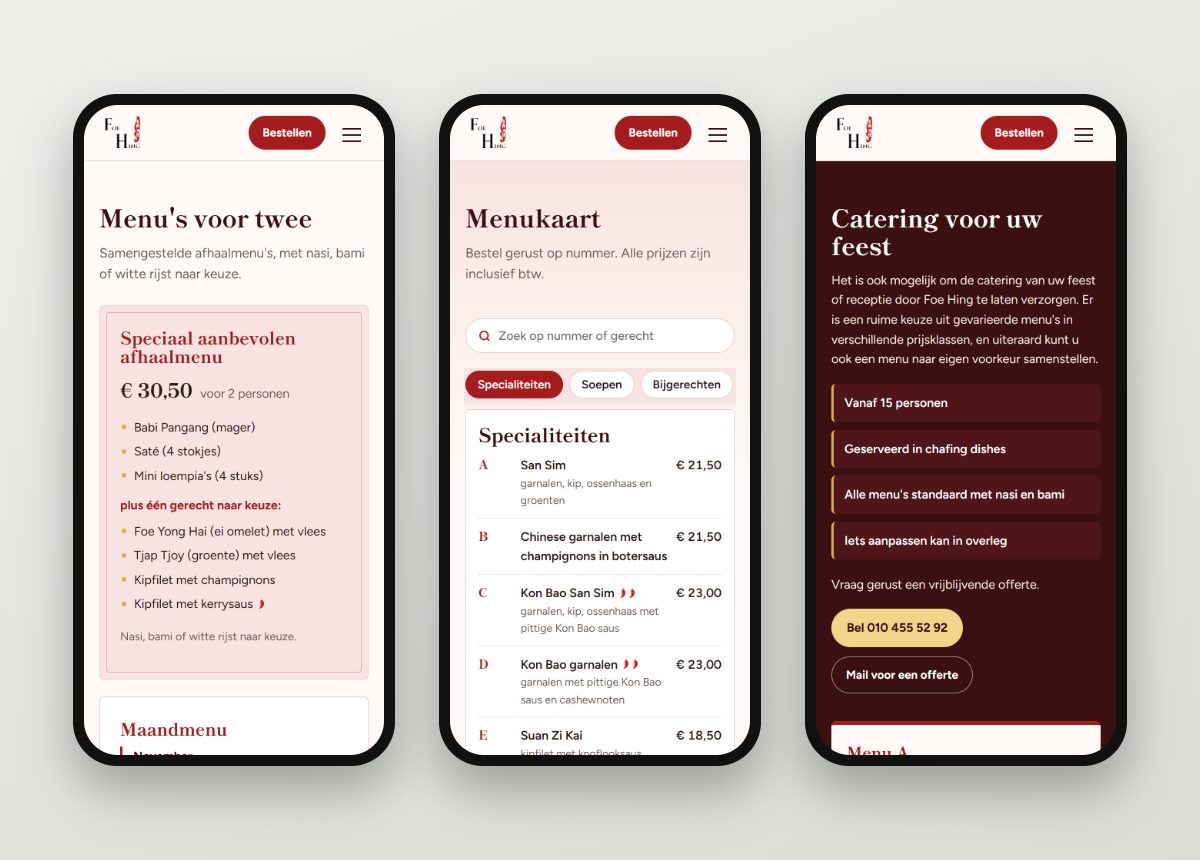 Foe Hing
Bestellen
Menu's voor twee
Samengestelde afhaalmenu's, met nasi, bami
of witte rijst naar keuze.
Speciaal aanbevolen
afhaalmenu
€ 30,50 voor 2 personen
Babi Pangang (mager)
Saté (4 stokjes)
Mini loempia's (4 stuks)
plus één gerecht naar keuze:
Foe Yong Hai (ei omelet) met vlees
Tjap Tjoy (groente) met vlees
Kipfilet met champignons
Kipfilet met kerrysaus
Nasi, bami of witte rijst naar keuze.
Maandmenu
November
Foe Hing
Bestellen
Menukaart
Bestel gerust op nummer. Alle prijzen zijn
inclusief btw.
Zoek op nummer of gerecht
Specialiteiten Soepen Bijgerechten
Specialiteiten
A San Sim € 21,50
garnalen, kip, ossenhaas en
groenten
B Chinese garnalen met € 21,50
champignons in botersaus
C Kon Bao San Sim € 23,00
garnalen, kip, ossenhaas met
pittige Kon Bao saus
D Kon Bao garnalen € 23,00
garnalen met pittige Kon Bao
saus en cashewnoten
E Suan Zi Kai € 18,50
kipfilet met knoflooksaus
Foe Hing
Bestellen
Catering voor uw
feest
Het is ook mogelijk om de catering van uw feest
of receptie door Foe Hing te laten verzorgen. Er
is een ruime keuze uit gevarieerde menu's in
verschillende prijsklassen, en uiteraard kunt u
ook een menu naar eigen voorkeur samenstellen.
Vanaf 15 personen
Geserveerd in chafing dishes
Alle menu's standaard met nasi en bami
Iets aanpassen kan in overleg
Vraag gerust een vrijblijvende offerte.
Bel 010 455 52 92
Mail voor een offerte
Menu A